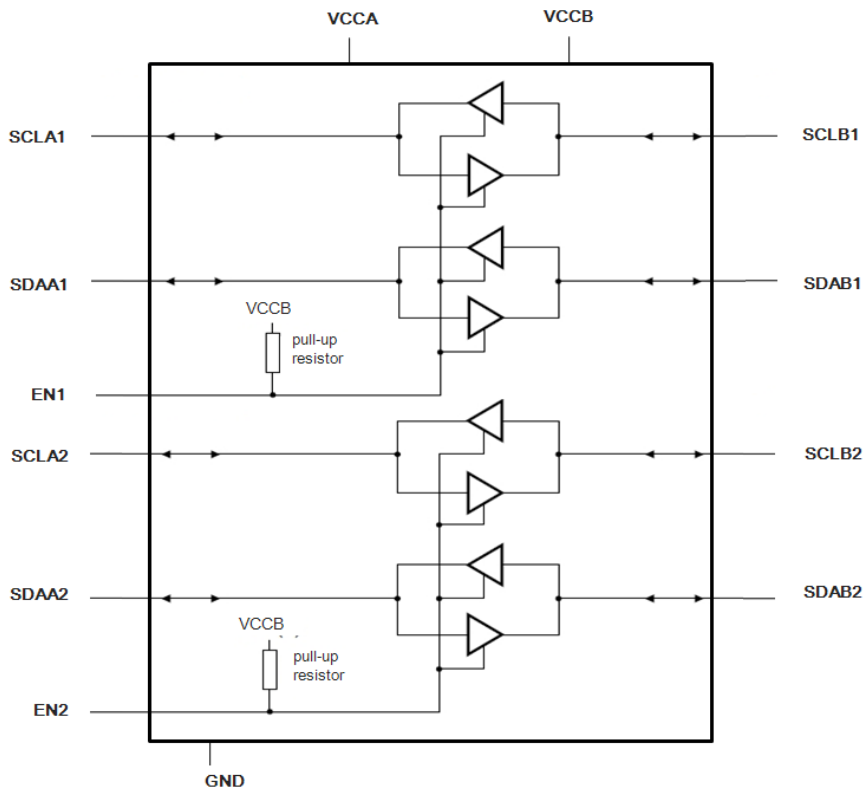 VCCA
VCCB
SCLA1
SCLB1
SDAA1
SDAB1
VCCB
pull-up
resistor
EN1
SCLA2
SCLB2
SDAA2
SDAB2
VCCB
pull-up
resistor
EN2
GND